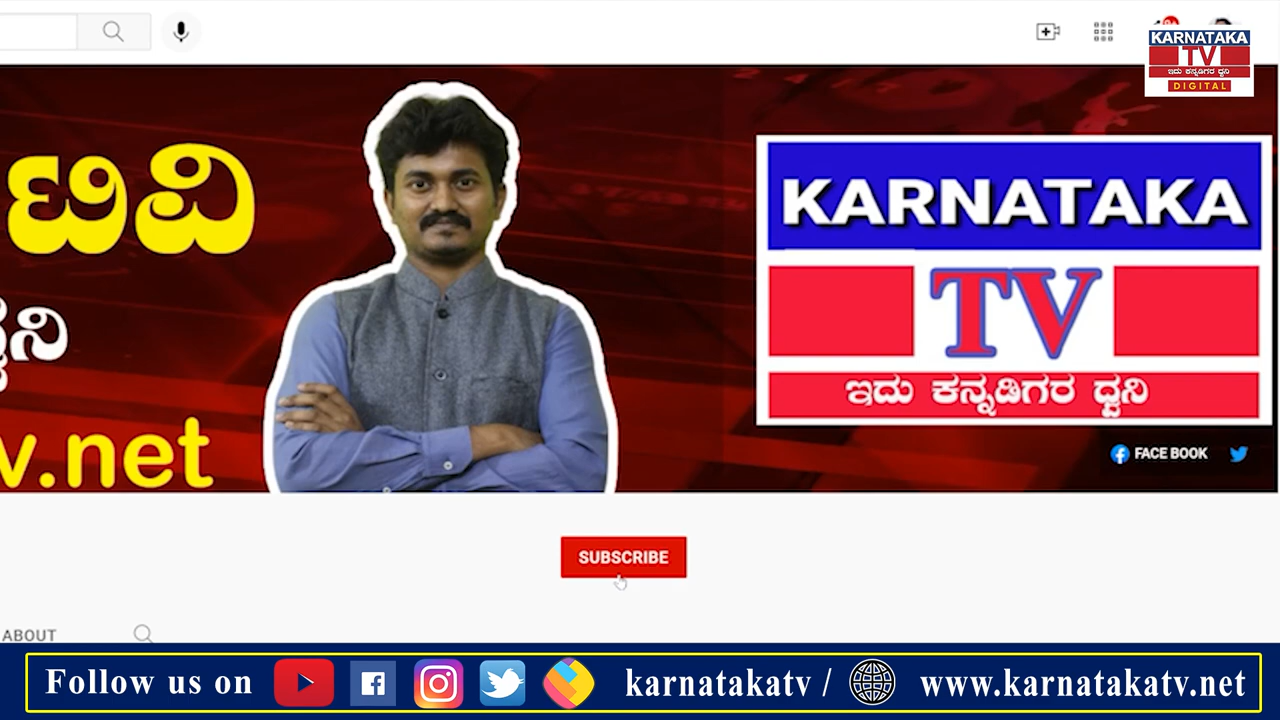 KARNATAKA
TV
ಇದು ಕನ್ನಡಿಗರ ಧ್ವನಿ
DIGITAL
ಟಿವಿ
v.net
KARNATAKA
TV
ಇದು ಕನ್ನಡಿಗರ ಧ್ವನಿ
FACE BOOK
SUBSCRIBE
ABOUT
Follow us on
karnatakatv /
www.karnatakatv.net